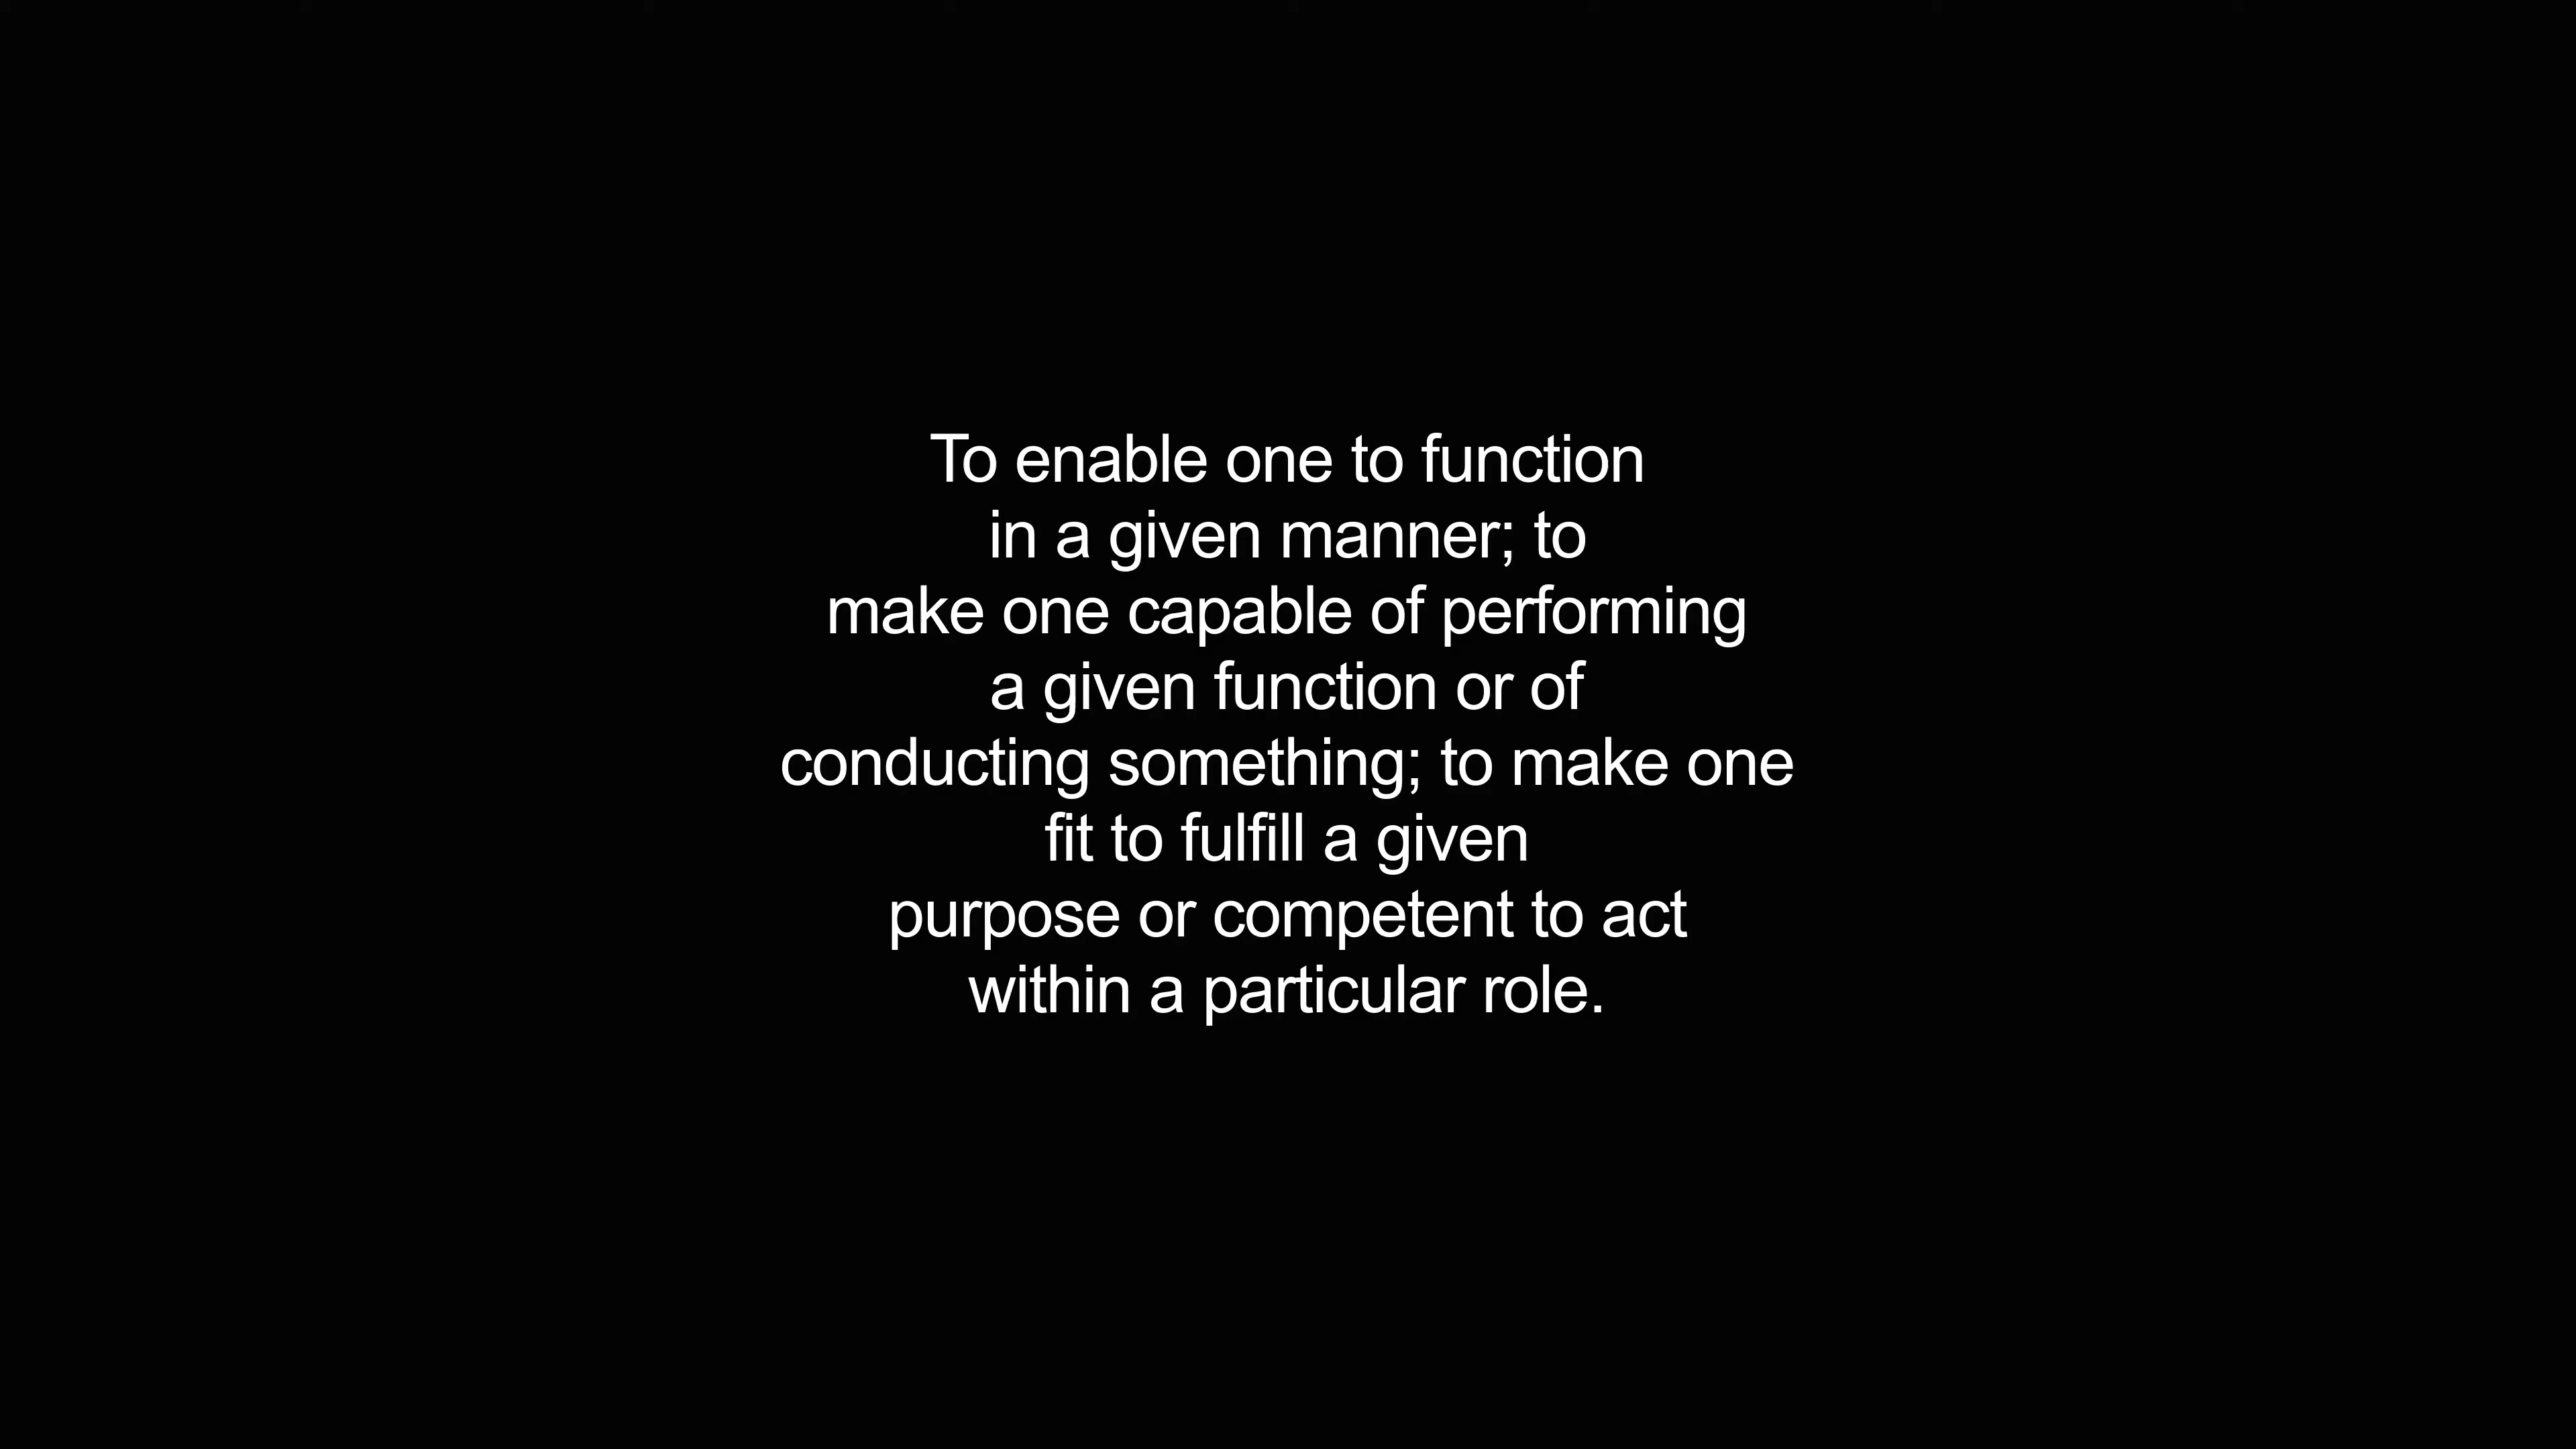 To enable one to function
in a given manner; to
make one capable of performing
a given function or of
conducting something; to make one
fit to fulfill a given
purpose or competent to act
within a particular role.